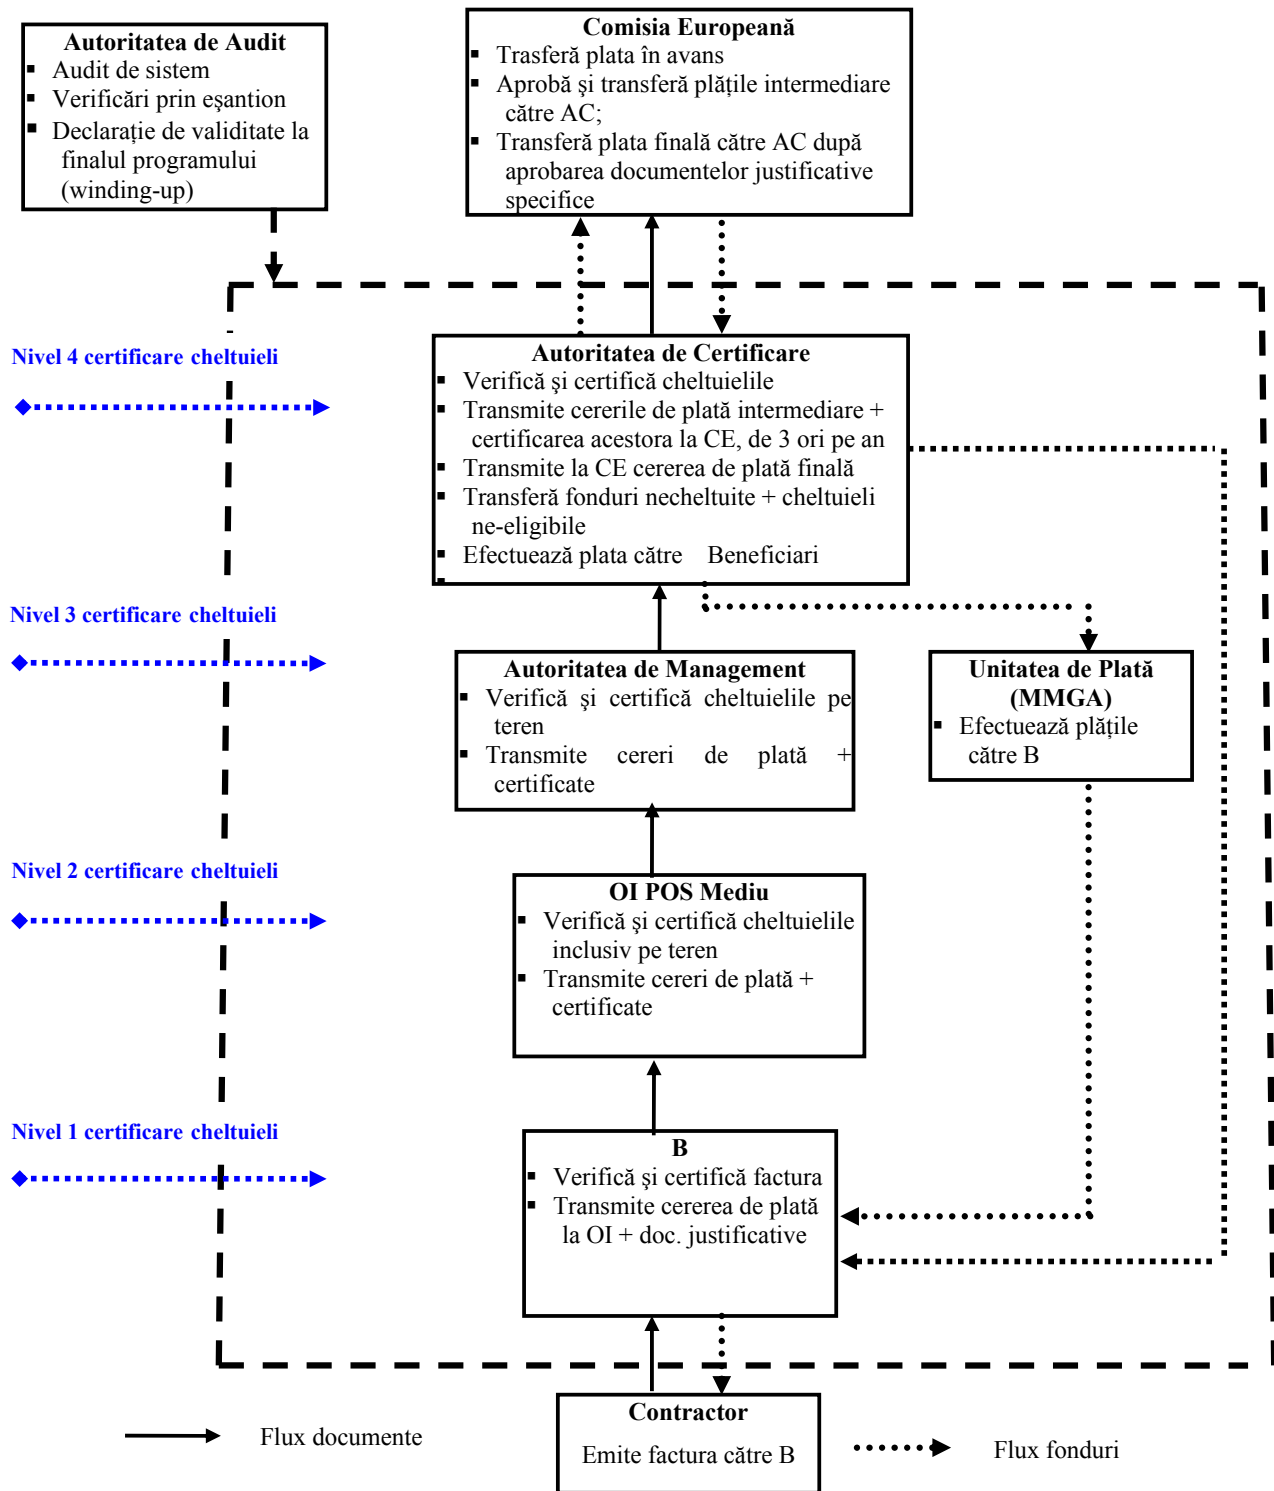 Autoritatea de Audit
▪ Audit de sistem
▪ Verificări prin eşantion
▪ Declaraţie de validitate la
finalul programului
(winding-up)
Comisia Europeană
▪ Trasferă plata în avans
▪ Aprobă şi transferă plăţile intermediare
către AC;
▪ Transferă plata finală către AC după
aprobarea documentelor justificative
specifice
Nivel 4 certificare cheltuieli
Autoritatea de Certificare
▪ Verifică şi certifică cheltuielile
▪ Transmite cererile de plată intermediare +
certificarea acestora la CE, de 3 ori pe an
▪ Transmite la CE cererea de plată finală
▪ Transferă fonduri necheltuite + cheltuieli
ne-eligibile
▪ Efectuează plata către Beneficiari
▪
Nivel 3 certificare cheltuieli
Autoritatea de Management
▪ Verifică şi certifică cheltuielile pe
teren
▪ Transmite cereri de plată +
certificate
Unitatea de Plată
(MMGA)
▪ Efectuează plăţile
către B
Nivel 2 certificare cheltuieli
OI POS Mediu
▪ Verifică şi certifică cheltuielile
inclusiv pe teren
▪ Transmite cereri de plată +
certificate
Nivel 1 certificare cheltuieli
B
▪ Verifică şi certifică factura
▪ Transmite cererea de plată
la OI + doc. justificative
Contractor
Emite factura către B
Flux documente
Flux fonduri